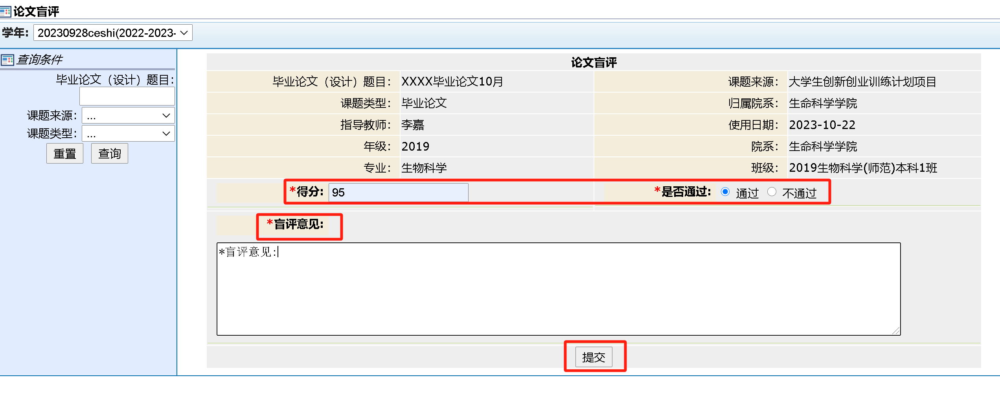 论文盲评
学年: 20230928ceshi(2022-2023-
查询条件
毕业论文（设计）题目:
课题来源: ...
课题类型: ...
重置 查询
论文盲评
毕业论文（设计）题目: XXXX毕业论文10月 课题来源: 大学生创新创业训练计划项目
课题类型: 毕业论文 归属院系: 生命科学学院
指导教师: 李嘉 使用日期: 2023-10-22
年级: 2019 院系: 生命科学学院
专业: 生物科学 班级: 2019生物科学(师范)本科1班
*得分: 95 *是否通过: 通过 不通过
*盲评意见:
*盲评意见:
提交